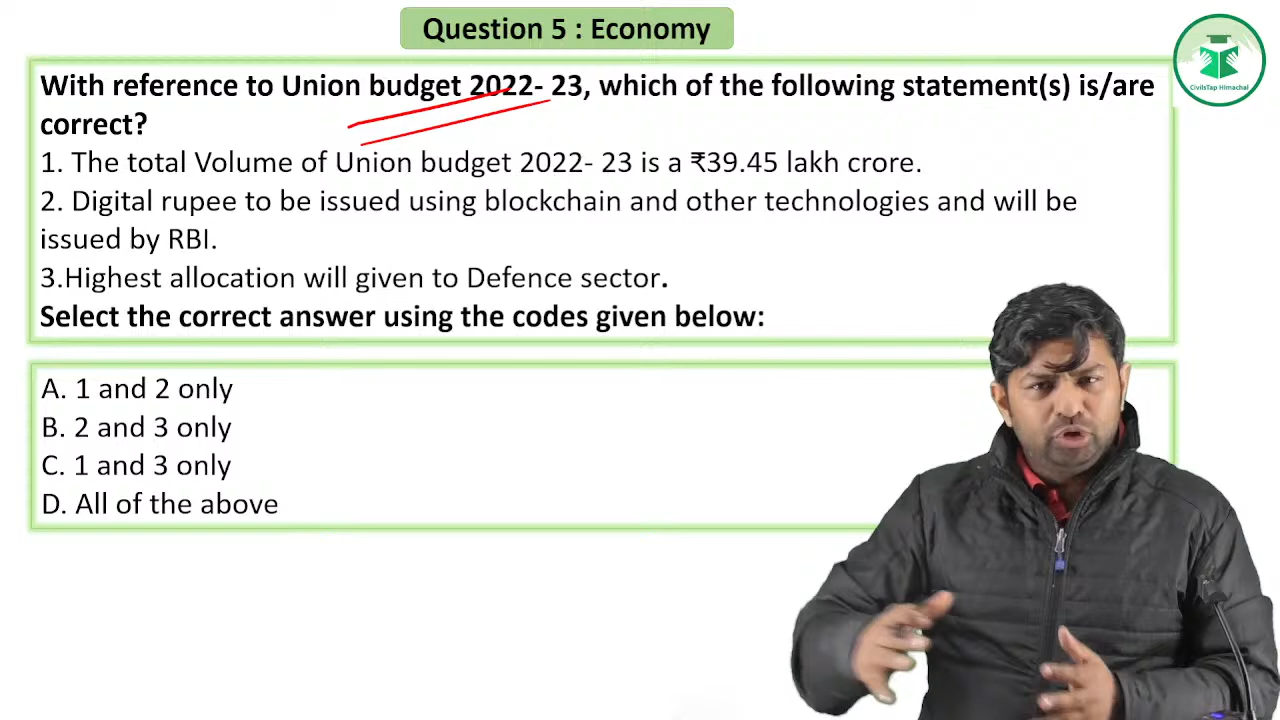 Question 5 : Economy
CivilsTap Himachal
With reference to Union budget 2022- 23, which of the following statement(s) is/are
correct?
1. The total Volume of Union budget 2022- 23 is a ₹39.45 lakh crore.
2. Digital rupee to be issued using blockchain and other technologies and will be
issued by RBI.
3.Highest allocation will given to Defence sector.
Select the correct answer using the codes given below:
A. 1 and 2 only
B. 2 and 3 only
C. 1 and 3 only
D. All of the above